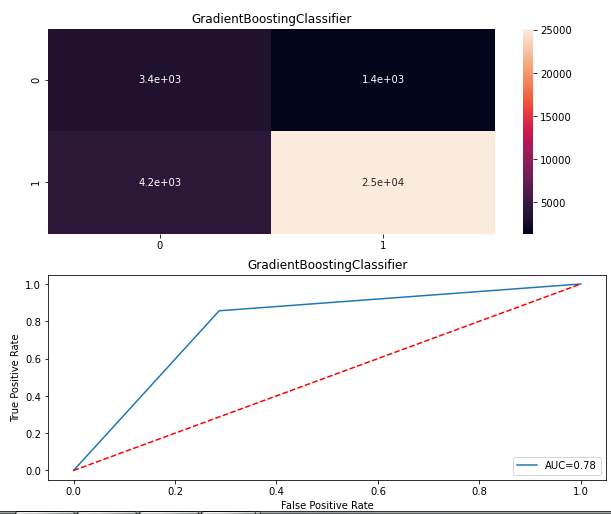 GradientBoostingClassifier
25000
0
3.4e+03
1.4e+03
20000
15000
1
4.2e+03
2.5e+04
10000
5000
0
1
GradientBoostingClassifier
1.0
0.8
0.6
0.4
0.2
0.0
True Positive Rate
AUC=0.78
0.0
0.2
0.4
0.6
0.8
1.0
False Positive Rate